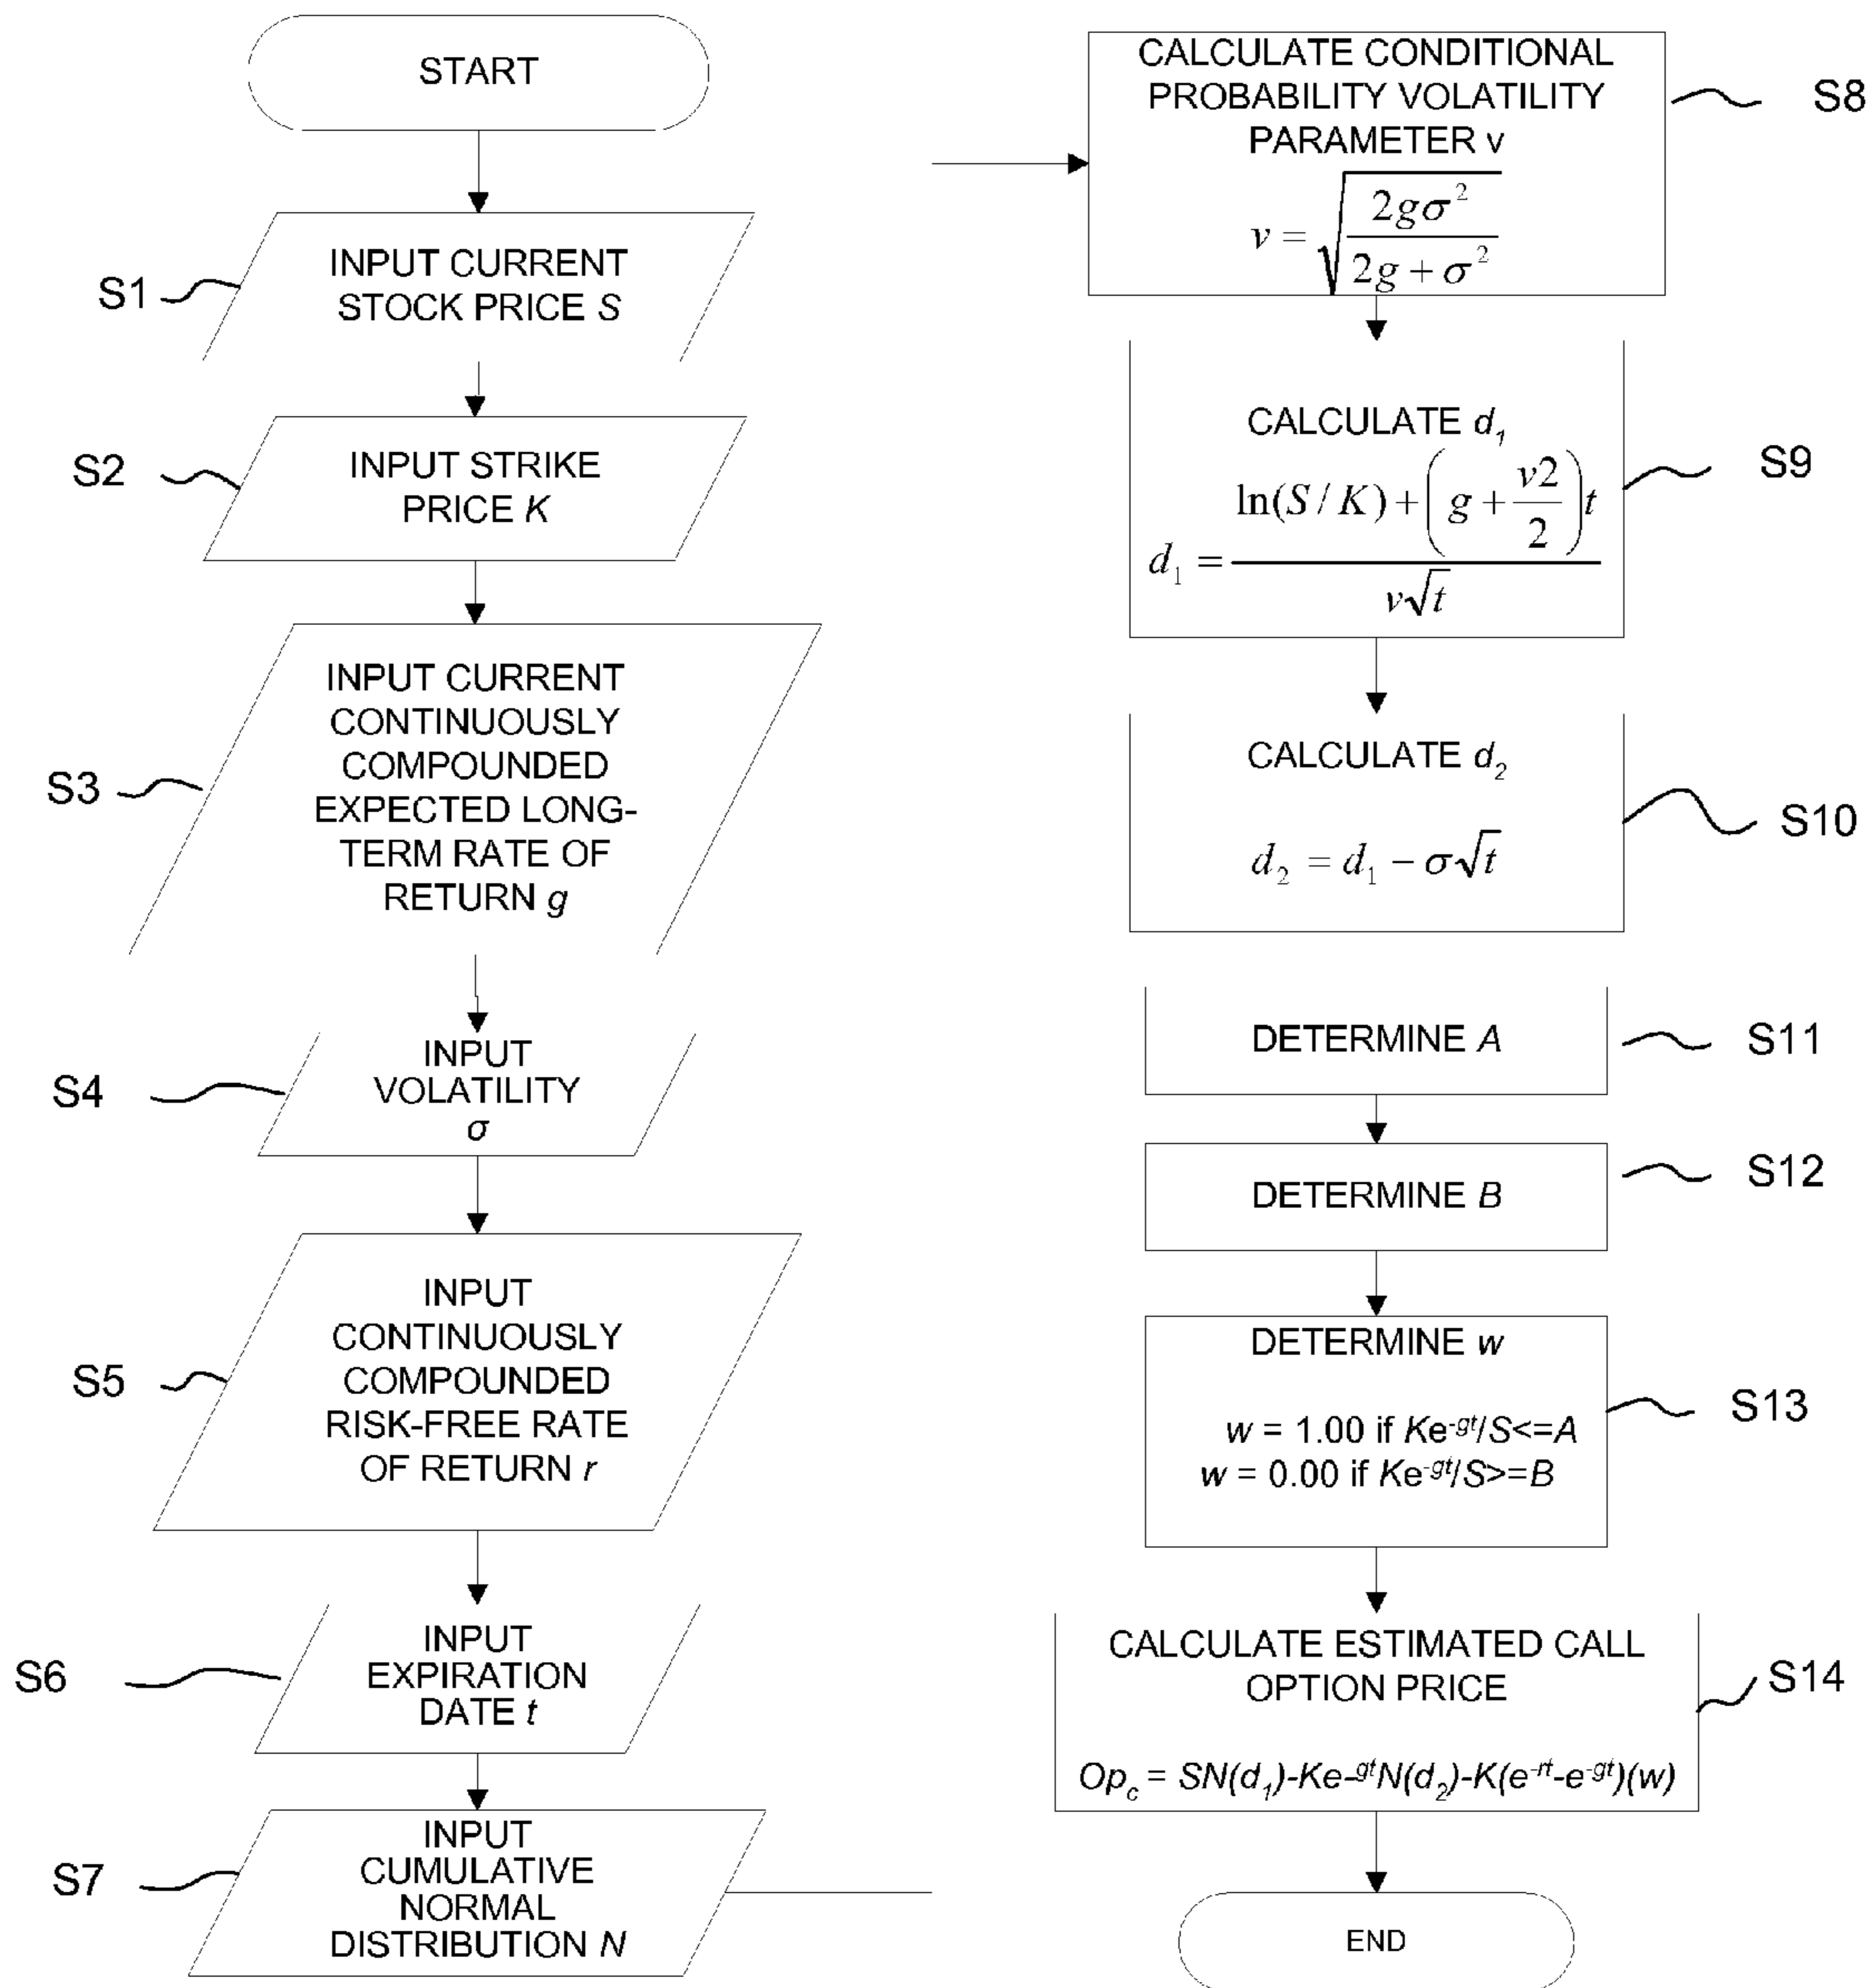 START
S1
INPUT CURRENT
STOCK PRICE S
S2
INPUT STRIKE
PRICE K
S3
INPUT CURRENT
CONTINUOUSLY
COMPOUNDED
EXPECTED LONG-
TERM RATE OF
RETURN g
S4
INPUT
VOLATILITY
σ
S5
INPUT
CONTINUOUSLY
COMPOUNDED
RISK-FREE RATE
OF RETURN r
S6
INPUT
EXPIRATION
DATE t
S7
INPUT
CUMULATIVE
NORMAL
DISTRIBUTION N
CALCULATE CONDITIONAL
PROBABILITY VOLATILITY
PARAMETER v
v = √(2gσ² / (2g + σ²))
S8
CALCULATE d₁
d₁ = (ln(S / K) + (g + v2/2)t) / (v√t)
S9
CALCULATE d₂
d₂ = d₁ − σ√t
S10
DETERMINE A
S11
DETERMINE B
S12
DETERMINE w
w = 1.00 if Ke^-gt/S<=A
w = 0.00 if Ke^-gt/S>=B
S13
CALCULATE ESTIMATED CALL
OPTION PRICE
Op_c = SN(d₁)-Ke-^gtN(d₂)-K(e^-rt-e^-gt)(w)
S14
END